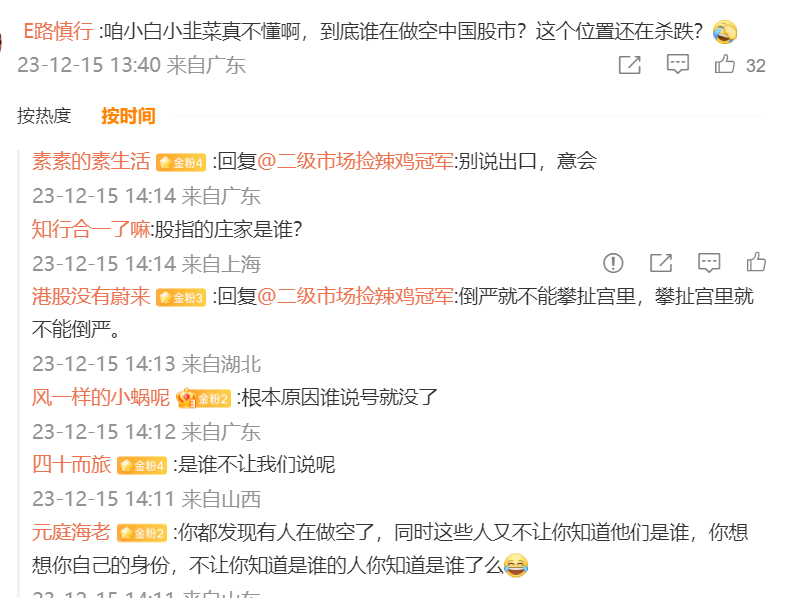 E路慎行 :咱小白小韭菜真不懂啊，到底谁在做空中国股市？这个位置还在杀跌？
23-12-15 13:40 来自广东 32
按热度 按时间
素素的素生活 金粉4 :回复@二级市场捡辣鸡冠军:别说出口，意会
23-12-15 14:14 来自广东
知行合一了嘛:股指的庄家是谁？
23-12-15 14:14 来自上海
港股没有蔚来 金粉3 :回复@二级市场捡辣鸡冠军:倒严就不能攀扯宫里，攀扯宫里就
不能倒严。
23-12-15 14:13 来自湖北
风一样的小蜗呢 金粉2 :根本原因谁说号就没了
23-12-15 14:12 来自广东
四十而旅 金粉4 :是谁不让我们说呢
23-12-15 14:11 来自山西
元庭海老 金粉2 :你都发现有人在做空了，同时这些人又不让你知道他们是谁，你想
想你自己的身份，不让你知道是谁的人你知道是谁了么
23-12-15 14:11 来自山东